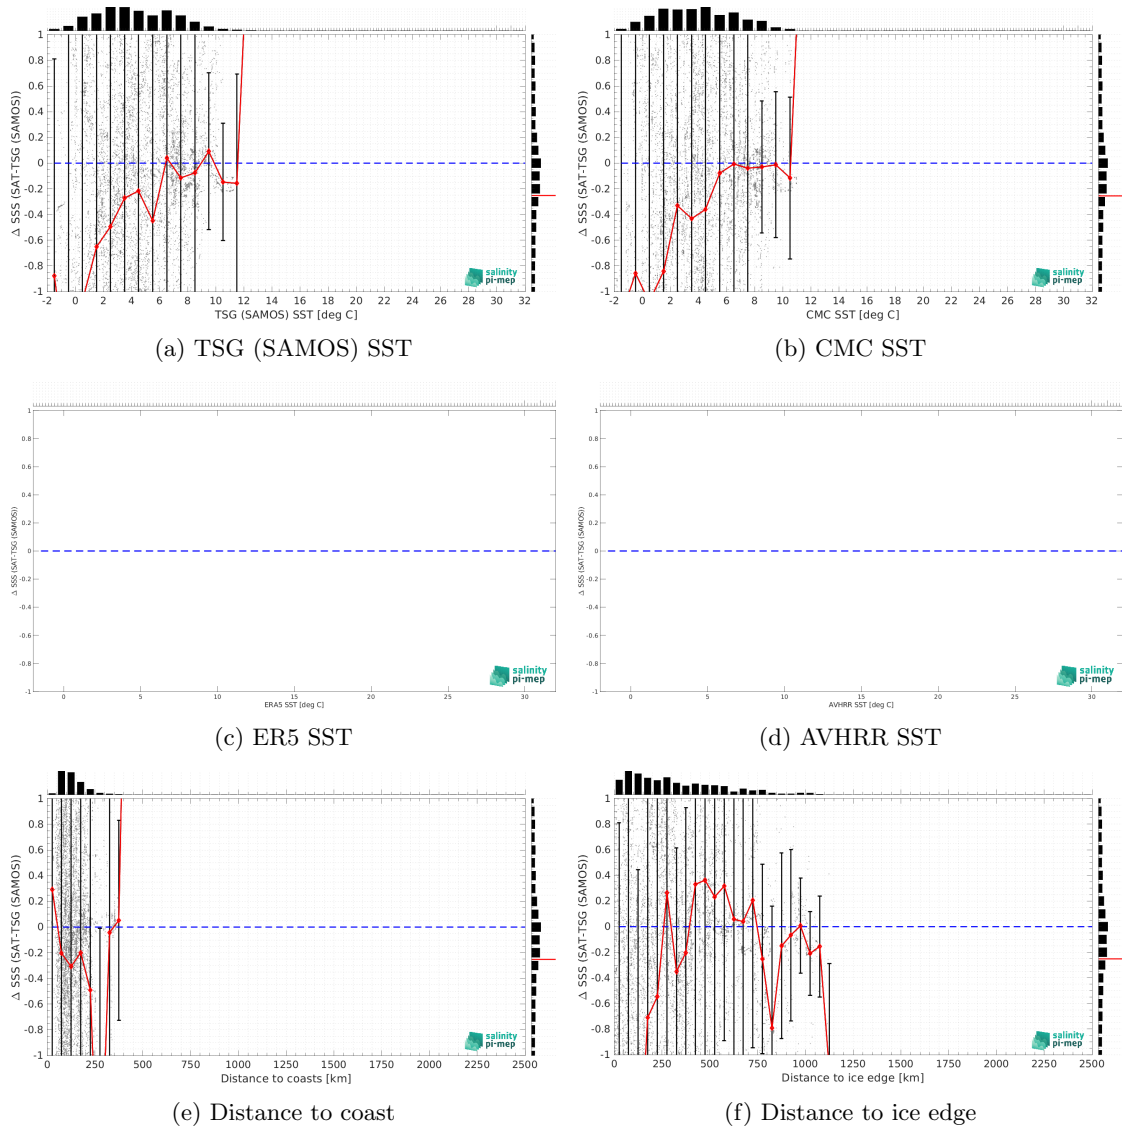 1
0.8
0.6
0.4
0.2
0
-0.2
-0.4
-0.6
-0.8
-1
Δ SSS (SAT-TSG (SAMOS))
-2 0 2 4 6 8 10 12 14 16 18 20 22 24 26 28 30 32
TSG (SAMOS) SST [deg C]
salinity
pi-mep
(a) TSG (SAMOS) SST
1
0.8
0.6
0.4
0.2
0
-0.2
-0.4
-0.6
-0.8
-1
Δ SSS (SAT-TSG (SAMOS))
-2 0 2 4 6 8 10 12 14 16 18 20 22 24 26 28 30 32
CMC SST [deg C]
salinity
pi-mep
(b) CMC SST
1
0.8
0.6
0.4
0.2
0
-0.2
-0.4
-0.6
-0.8
-1
Δ SSS (SAT-TSG (SAMOS))
0 5 10 15 20 25 30
ERA5 SST [deg C]
salinity
pi-mep
(c) ER5 SST
1
0.8
0.6
0.4
0.2
0
-0.2
-0.4
-0.6
-0.8
-1
Δ SSS (SAT-TSG (SAMOS))
0 5 10 15 20 25 30
AVHRR SST [deg C]
salinity
pi-mep
(d) AVHRR SST
1
0.8
0.6
0.4
0.2
0
-0.2
-0.4
-0.6
-0.8
-1
Δ SSS (SAT-TSG (SAMOS))
0 250 500 750 1000 1250 1500 1750 2000 2250 2500
Distance to coasts [km]
salinity
pi-mep
(e) Distance to coast
1
0.8
0.6
0.4
0.2
0
-0.2
-0.4
-0.6
-0.8
-1
Δ SSS (SAT-TSG (SAMOS))
0 250 500 750 1000 1250 1500 1750 2000 2250 2500
Distance to ice edge [km]
salinity
pi-mep
(f) Distance to ice edge